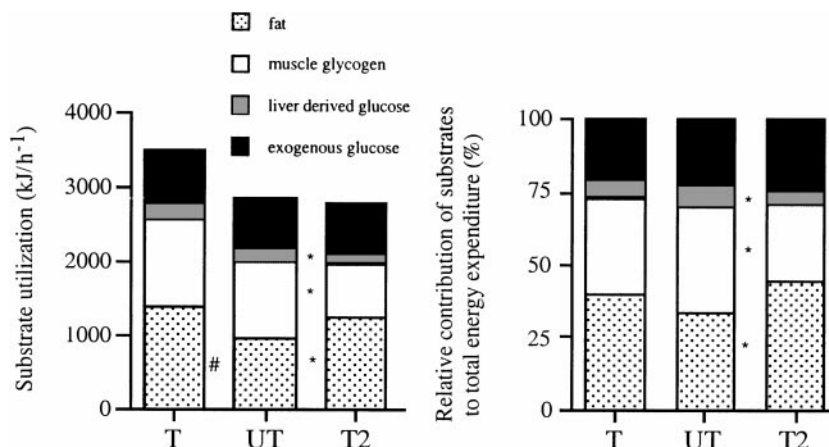 fat
muscle glycogen
liver derived glucose
exogenous glucose
Substrate utilization (kJ/h⁻¹)
4000
3000
2000
1000
0
*
*
*
#
T UT T2
Relative contribution of substrates
to total energy expenditure (%)
100
75
50
25
0
*
*
*
T UT T2